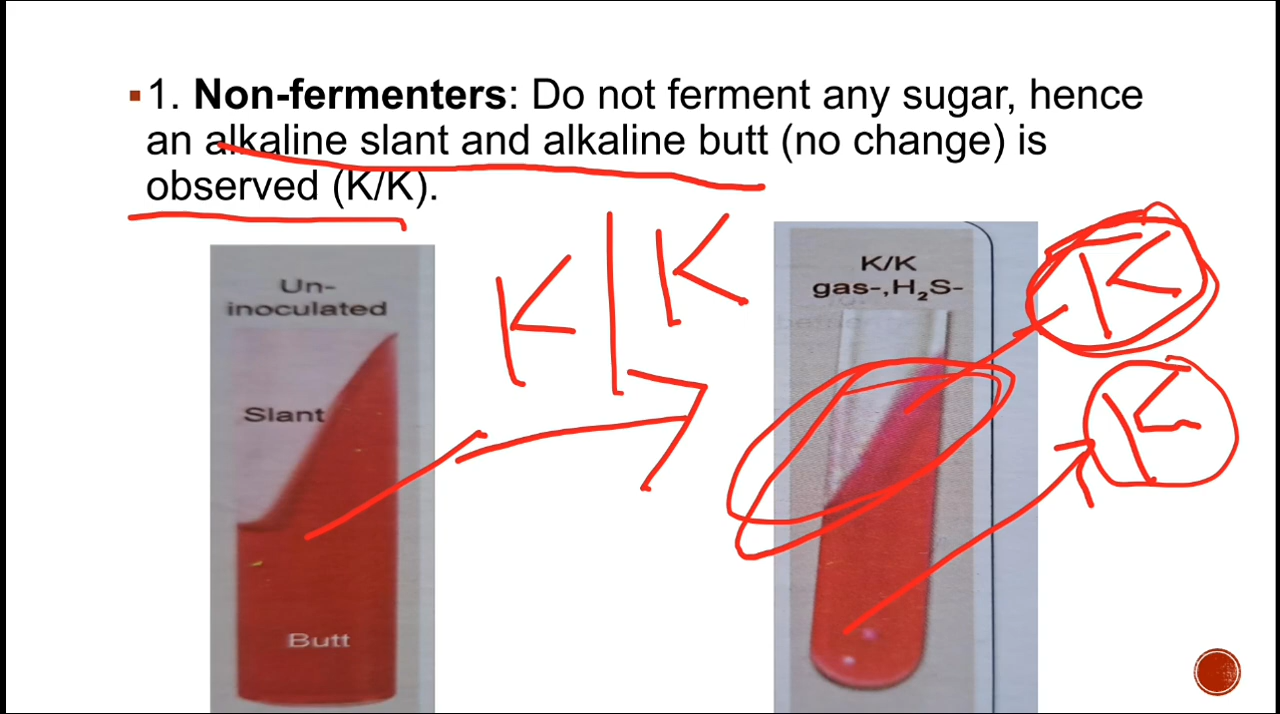 ▪1. Non-fermenters: Do not ferment any sugar, hence
an alkaline slant and alkaline butt (no change) is
observed (K/K).
K|K
Un-
inoculated
Slant
Butt
K/K
gas-,H₂S-
K
K